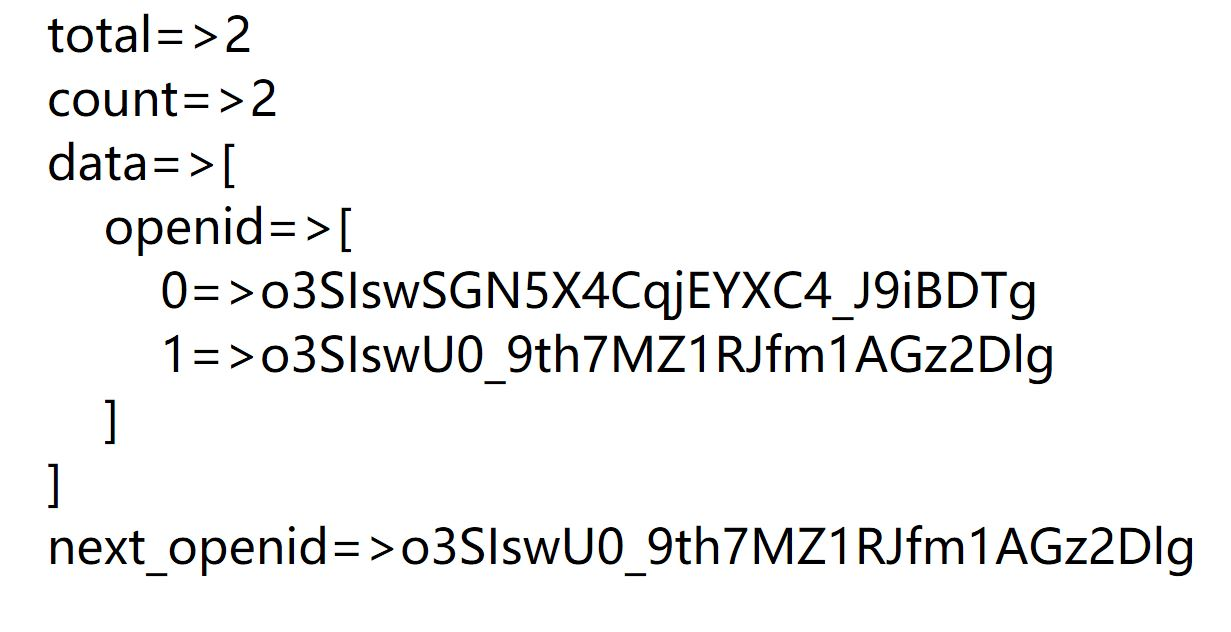 total=>2
count=>2
data=>[
openid=>[
0=>o3SIswSGN5X4CqjEYXC4_J9iBDTg
1=>o3SIswU0_9th7MZ1RJfm1AGz2Dlg
]
]
next_openid=>o3SIswU0_9th7MZ1RJfm1AGz2Dlg